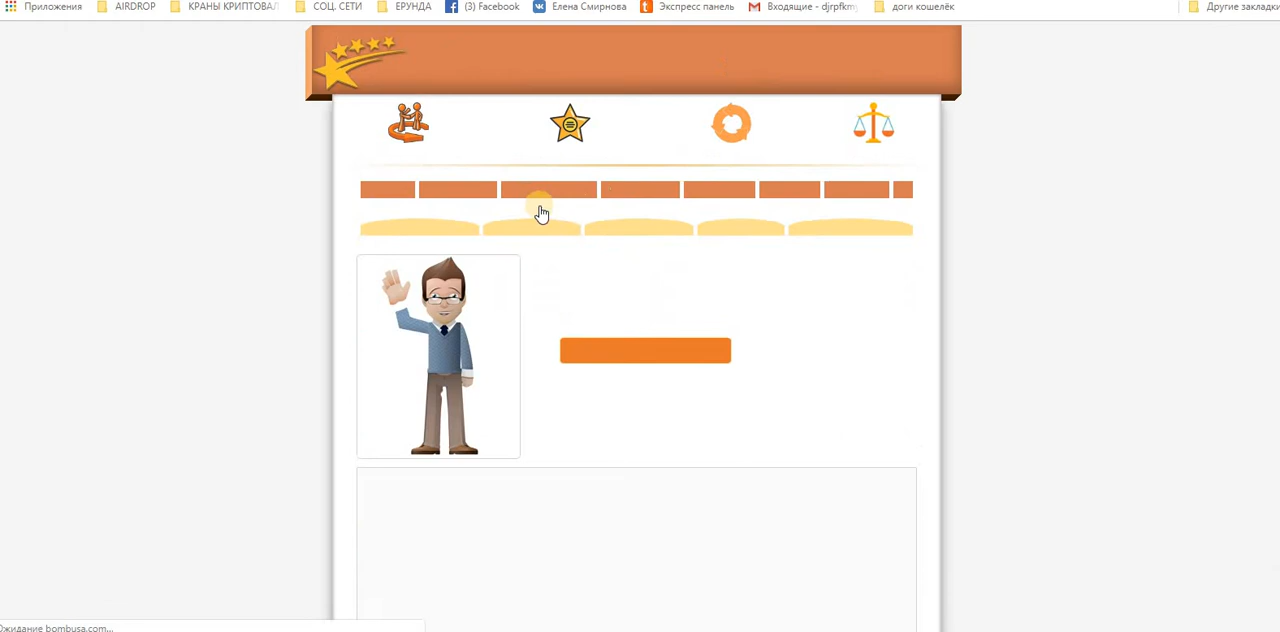 Приложения AIRDROP КРАНЫ КРИПТОВАЛ СОЦ. СЕТИ ЕРУНДА (3) Facebook Елена Смирнова Экспресс панель Входящие - djrpfkm доги кошелёк Другие закладки
Ожидание bombusa.com...